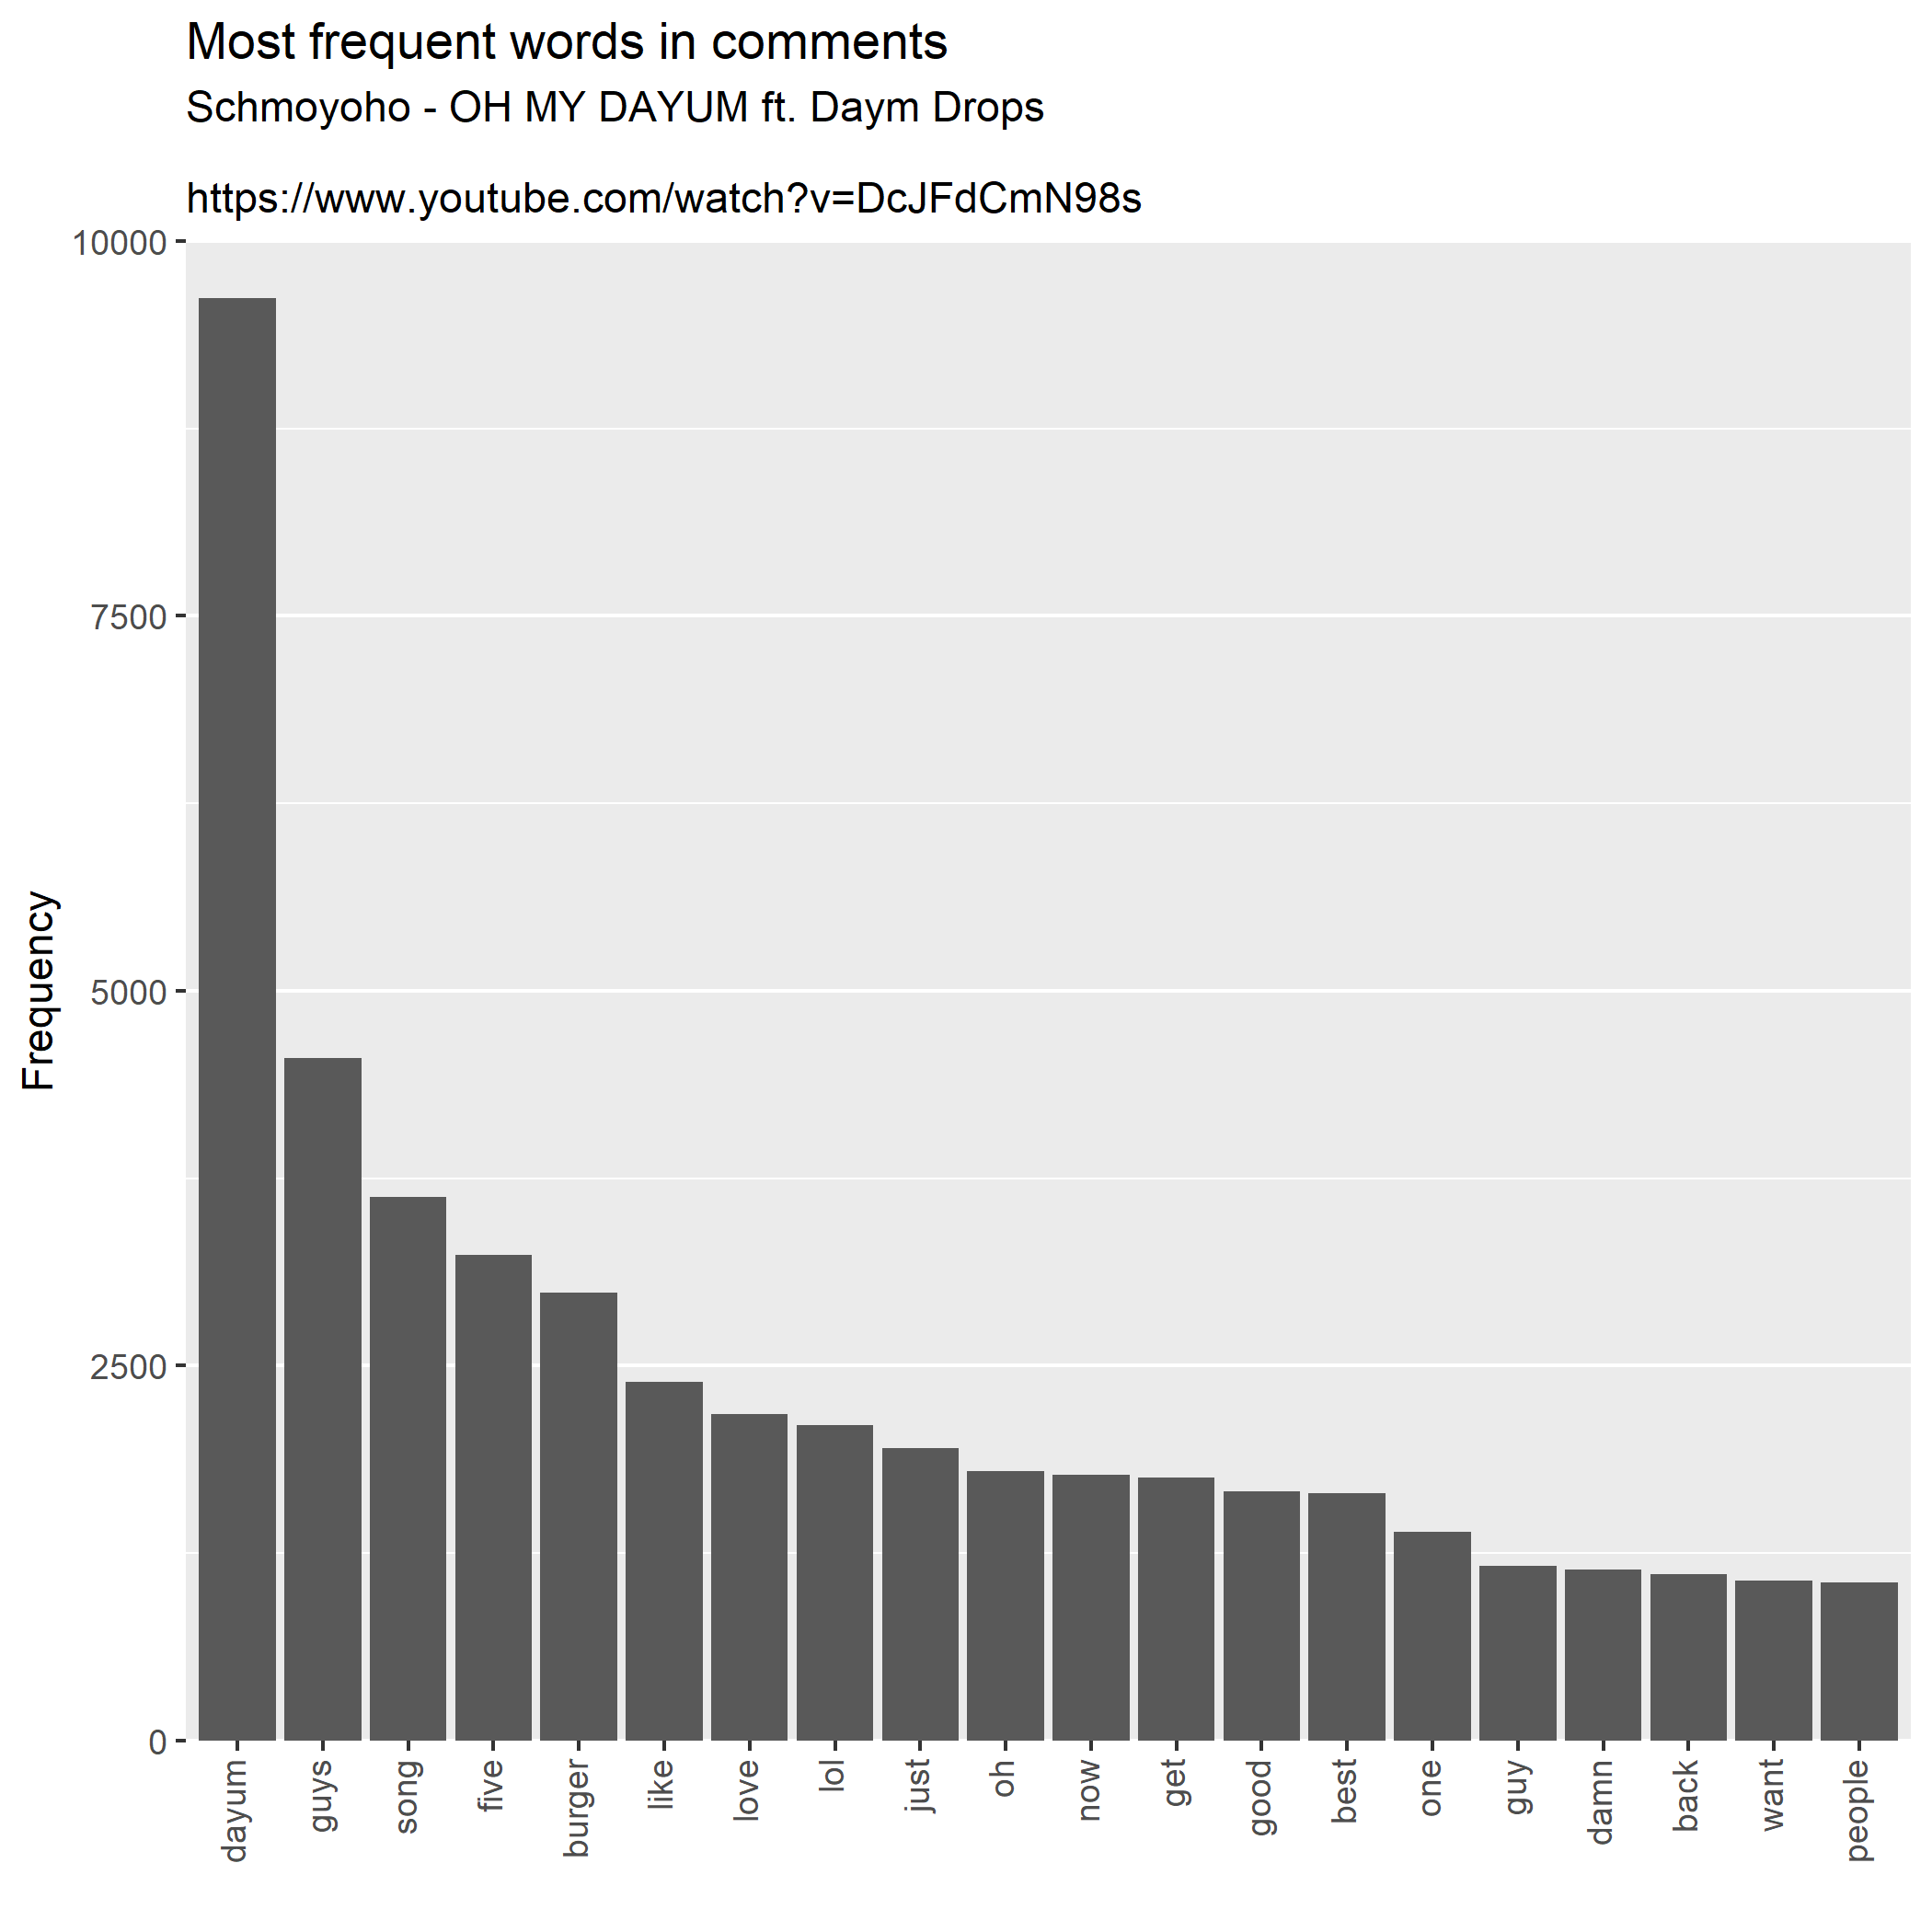 Most frequent words in comments
Schmoyoho - OH MY DAYUM ft. Daym Drops
https://www.youtube.com/watch?v=DcJFdCmN98s
Frequency
10000
7500
5000
2500
0
dayum
guys
song
five
burger
like
love
lol
just
oh
now
get
good
best
one
guy
damn
back
want
people